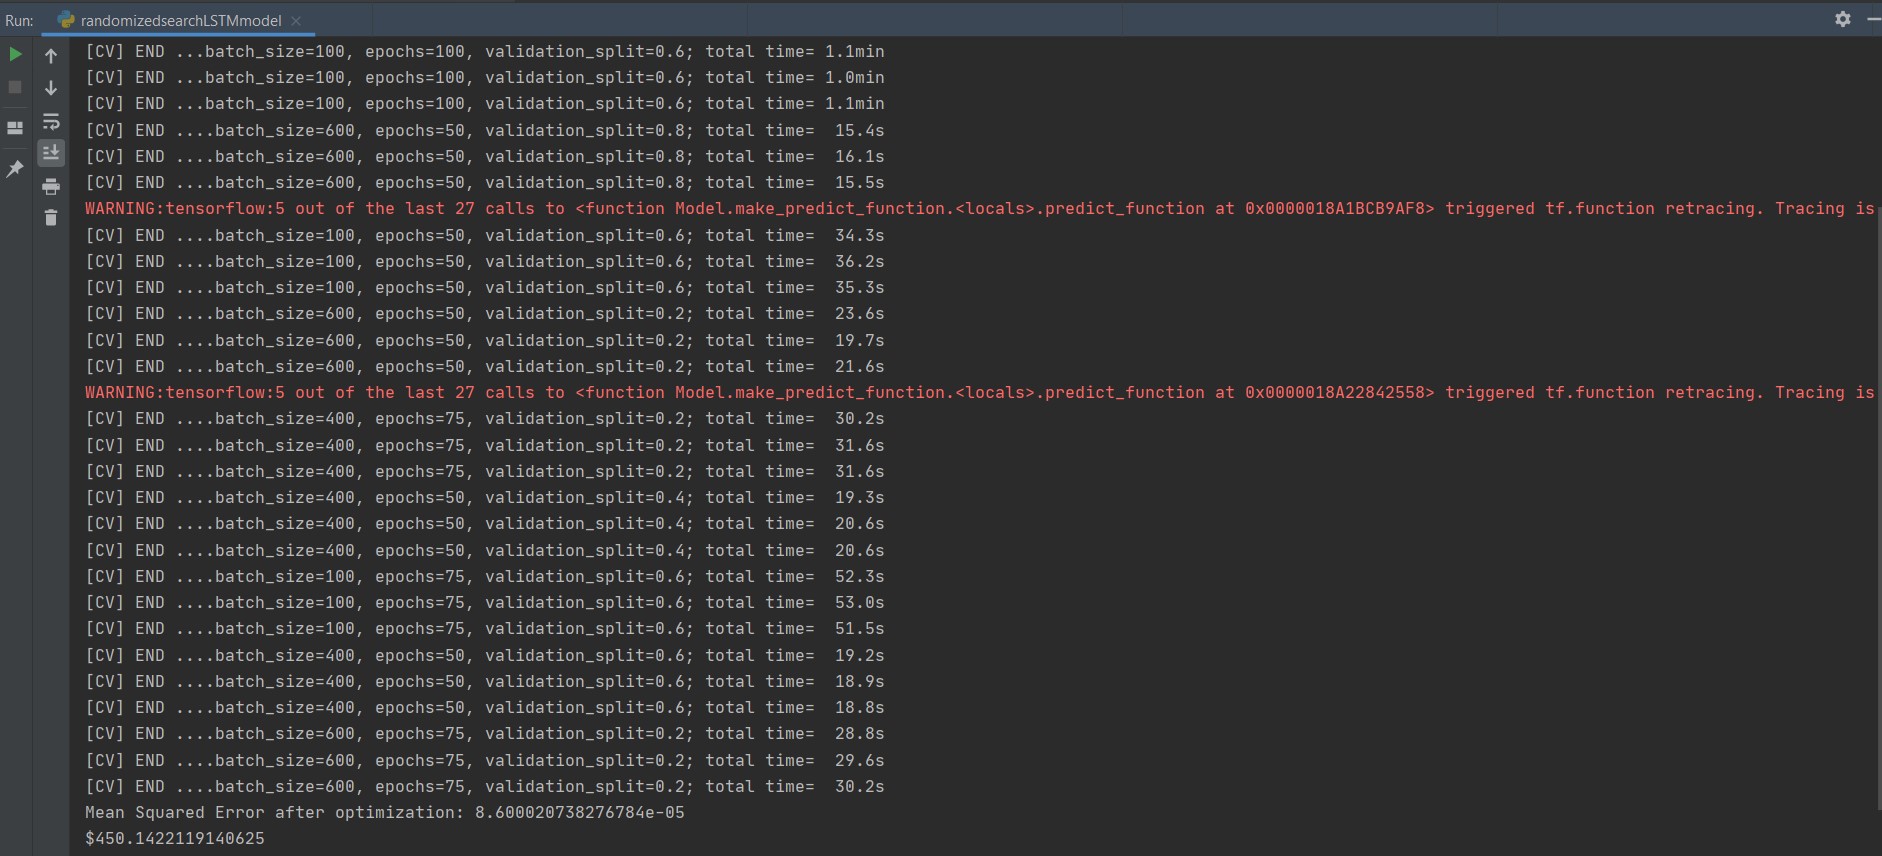 Run: randomizedsearchLSTMmodel
[CV] END ...batch_size=100, epochs=100, validation_split=0.6; total time= 1.1min
[CV] END ...batch_size=100, epochs=100, validation_split=0.6; total time= 1.0min
[CV] END ...batch_size=100, epochs=100, validation_split=0.6; total time= 1.1min
[CV] END ....batch_size=600, epochs=50, validation_split=0.8; total time=  15.4s
[CV] END ....batch_size=600, epochs=50, validation_split=0.8; total time=  16.1s
[CV] END ....batch_size=600, epochs=50, validation_split=0.8; total time=  15.5s
WARNING:tensorflow:5 out of the last 27 calls to <function Model.make_predict_function.<locals>.predict_function at 0x0000018A1BCB9AF8> triggered tf.function retracing. Tracing is
[CV] END ....batch_size=100, epochs=50, validation_split=0.6; total time=  34.3s
[CV] END ....batch_size=100, epochs=50, validation_split=0.6; total time=  36.2s
[CV] END ....batch_size=100, epochs=50, validation_split=0.6; total time=  35.3s
[CV] END ....batch_size=600, epochs=50, validation_split=0.2; total time=  23.6s
[CV] END ....batch_size=600, epochs=50, validation_split=0.2; total time=  19.7s
[CV] END ....batch_size=600, epochs=50, validation_split=0.2; total time=  21.6s
WARNING:tensorflow:5 out of the last 27 calls to <function Model.make_predict_function.<locals>.predict_function at 0x0000018A22842558> triggered tf.function retracing. Tracing is
[CV] END ....batch_size=400, epochs=75, validation_split=0.2; total time=  30.2s
[CV] END ....batch_size=400, epochs=75, validation_split=0.2; total time=  31.6s
[CV] END ....batch_size=400, epochs=75, validation_split=0.2; total time=  31.6s
[CV] END ....batch_size=400, epochs=50, validation_split=0.4; total time=  19.3s
[CV] END ....batch_size=400, epochs=50, validation_split=0.4; total time=  20.6s
[CV] END ....batch_size=400, epochs=50, validation_split=0.4; total time=  20.6s
[CV] END ....batch_size=100, epochs=75, validation_split=0.6; total time=  52.3s
[CV] END ....batch_size=100, epochs=75, validation_split=0.6; total time=  53.0s
[CV] END ....batch_size=100, epochs=75, validation_split=0.6; total time=  51.5s
[CV] END ....batch_size=400, epochs=50, validation_split=0.6; total time=  19.2s
[CV] END ....batch_size=400, epochs=50, validation_split=0.6; total time=  18.9s
[CV] END ....batch_size=400, epochs=50, validation_split=0.6; total time=  18.8s
[CV] END ....batch_size=600, epochs=75, validation_split=0.2; total time=  28.8s
[CV] END ....batch_size=600, epochs=75, validation_split=0.2; total time=  29.6s
[CV] END ....batch_size=600, epochs=75, validation_split=0.2; total time=  30.2s
Mean Squared Error after optimization: 8.600020738276784e-05
$450.1422119140625